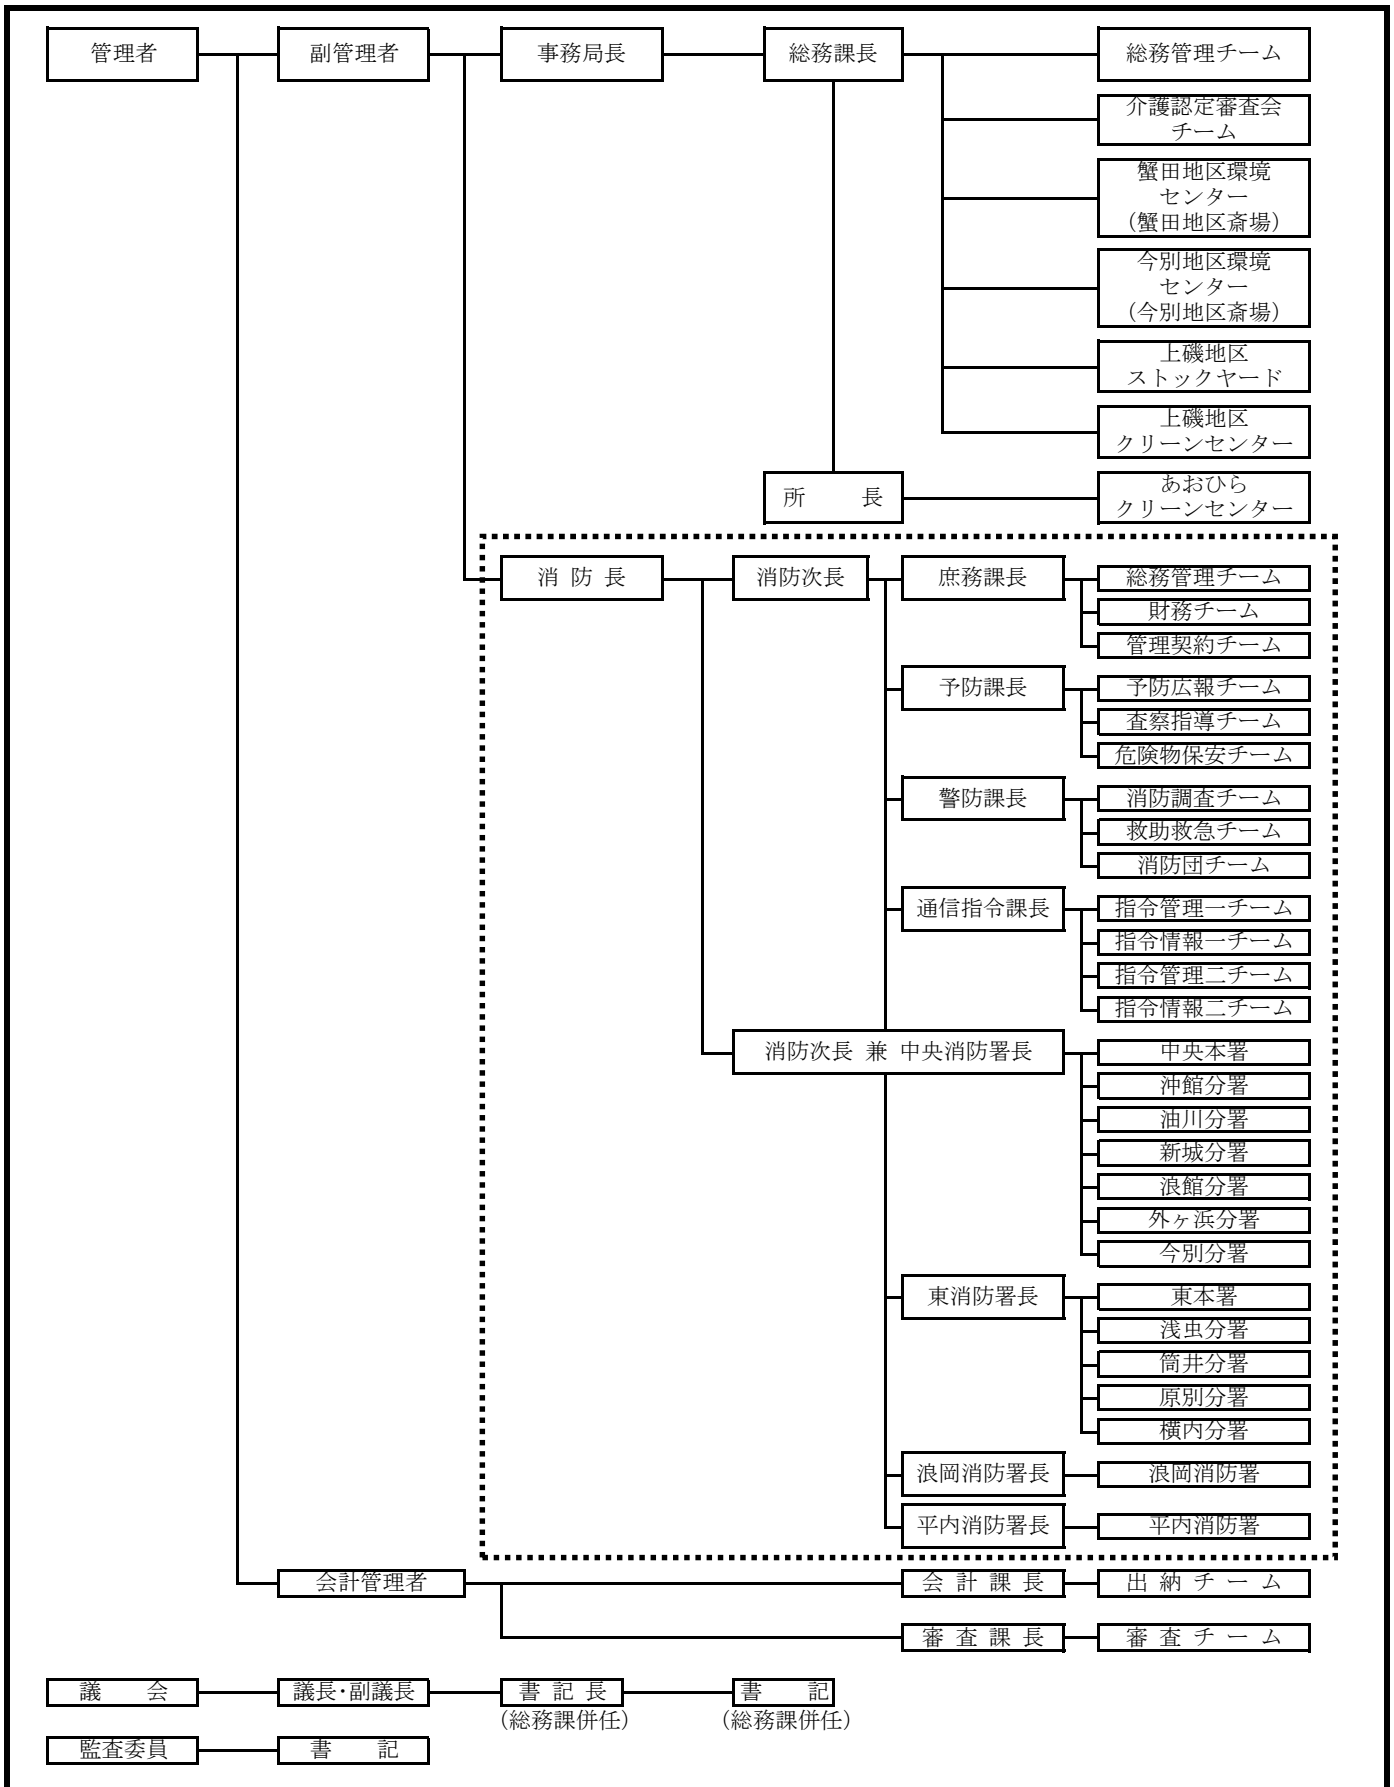 管理者
副管理者
事務局長
総務課長
総務管理チーム
介護認定審査会
チーム
蟹田地区環境
センター
（蟹田地区斎場）
今別地区環境
センター
（今別地区斎場）
上磯地区
ストックヤード
上磯地区
クリーンセンター
所　　長
あおひら
クリーンセンター
消 防 長
消防次長
庶務課長
総務管理チーム
財務チーム
管理契約チーム
予防課長
予防広報チーム
査察指導チーム
危険物保安チーム
警防課長
消防調査チーム
救助救急チーム
消防団チーム
通信指令課長
指令管理一チーム
指令情報一チーム
指令管理二チーム
指令情報二チーム
消防次長 兼 中央消防署長
中央本署
沖館分署
油川分署
新城分署
浪館分署
外ヶ浜分署
今別分署
東消防署長
東本署
浅虫分署
筒井分署
原別分署
横内分署
浪岡消防署長
浪岡消防署
平内消防署長
平内消防署
会計管理者
会 計 課 長
出 納 チ ー ム
審 査 課 長
審 査 チ ー ム
議　　会
議長・副議長
書 記 長
書　　記
（総務課併任）
（総務課併任）
監査委員
書　　記